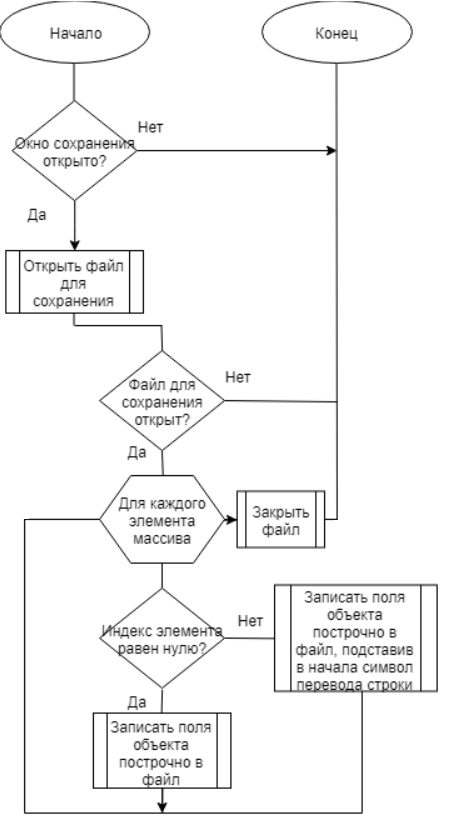 Начало
Конец
Окно сохранения
открыто?
Нет
Да
Открыть файл
для
сохранения
Файл для
сохранения
открыт?
Нет
Да
Для каждого
элемента
массива
Закрыть
файл
Индекс элемента
равен нулю?
Нет
Записать поля
объекта
построчно в
файл, подставив
в начала символ
перевода строки
Да
Записать поля
объекта
построчно в
файл